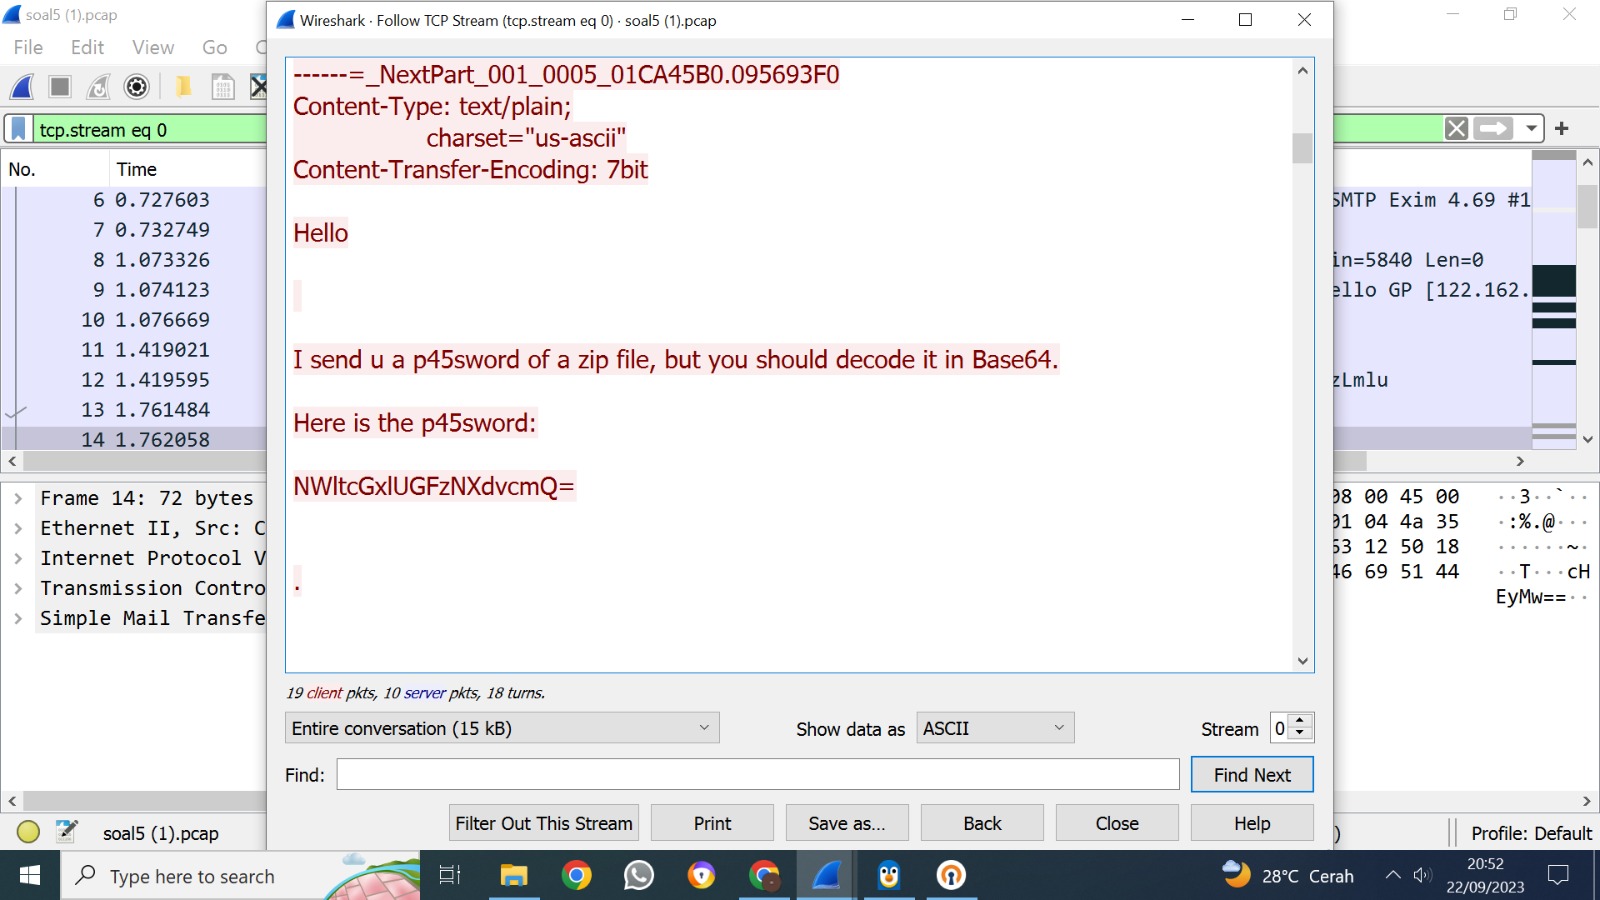 soal5 (1).pcap
File Edit View Go
tcp.stream eq 0
No. Time
6 0.727603
7 0.732749
8 1.073326
9 1.074123
10 1.076669
11 1.419021
12 1.419595
13 1.761484
14 1.762058
Frame 14: 72 bytes
Ethernet II, Src: C
Internet Protocol V
Transmission Contro
Simple Mail Transfe
Wireshark · Follow TCP Stream (tcp.stream eq 0) · soal5 (1).pcap
------=_NextPart_001_0005_01CA45B0.095693F0
Content-Type: text/plain;
charset="us-ascii"
Content-Transfer-Encoding: 7bit
Hello
I send u a p45sword of a zip file, but you should decode it in Base64.
Here is the p45sword:
NWltcGxlUGFzNXdvcmQ=
.
19 client pkts, 10 server pkts, 18 turns.
Entire conversation (15 kB)
Show data as ASCII
Stream 0
Find:
Find Next
Filter Out This Stream
Print
Save as...
Back
Close
Help
SMTP Exim 4.69 #1
in=5840 Len=0
ello GP [122.162.
zLmlu
08 00 45 00 ··3··`··
01 04 4a 35 ·:%.@···
63 12 50 18 ······~·
46 69 51 44 ··T···cH
EyMw==··
soal5 (1).pcap
Profile: Default
Type here to search
28°C Cerah
20:52
22/09/2023